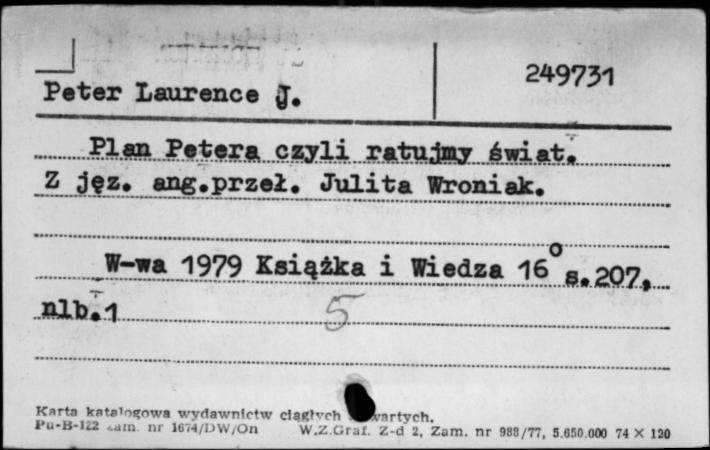 249731
Peter Laurence J.
Plan Petera czyli ratujmy świat.
Z jęz. ang.przeł. Julita Wroniak.
W-wa 1979 Książka i Wiedza 16° s.207,
nlb.1
5
Karta katalogowa wydawnictw ciągłych wartych.
Pu-B-122 zam. nr 1674/DW/On W.Z.Graf. Z-d 2, Zam. nr 988/77, 5.650.000 74 X 120